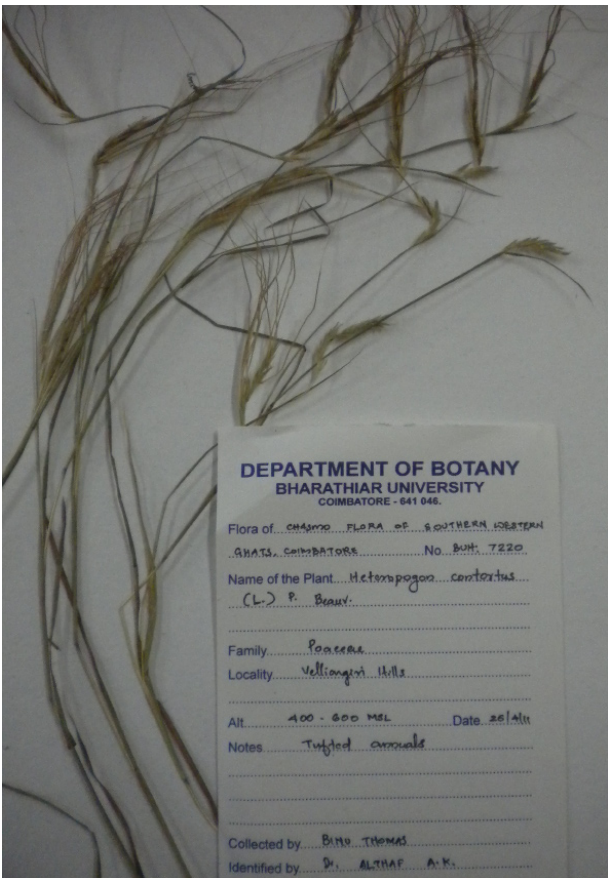 DEPARTMENT OF BOTANY
BHARATHIAR UNIVERSITY
COIMBATORE - 641 046.
Flora of CHASMO FLORA OF SOUTHERN WESTERN
GHATS, COIMBATORE No BUH. 7220
Name of the Plant Heteropogon contortus
(L.) P. Beauv.
Family Poaceae
Locality Velliangiri Hills
Alt 400 - 600 MSL Date 25/4/11
Notes Tufted annuals
Collected by BINU THOMAS
Identified by Dr. ALTHAF A.K.